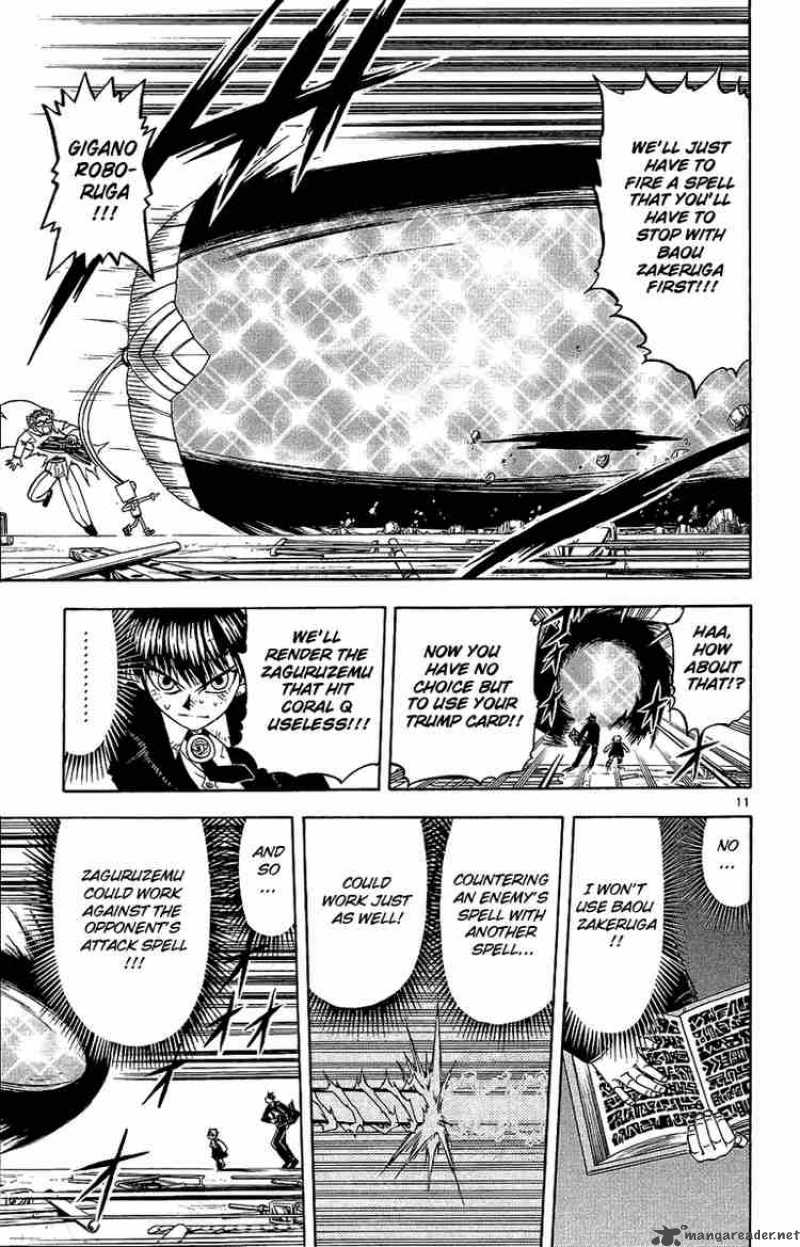 WE'LL JUST
HAVE TO
FIRE A SPELL
THAT YOU'LL
HAVE TO
STOP WITH
BAOU
ZAKERUGA
FIRST!!!
GIGANO
ROBO-
RUGA
!!!
HAA,
HOW
ABOUT
THAT!?
NOW YOU
HAVE NO
CHOICE BUT
TO USE YOUR
TRUMP CARD!!
WE'LL
RENDER THE
ZAGURUZEMU
THAT HIT
CORAL Q
USELESS!!!
........
11
NO
...
I WON'T
USE BAOU
ZAKERUGA
!!
COUNTERING
AN ENEMY'S
SPELL WITH
ANOTHER
SPELL...
COULD
WORK JUST
AS WELL!
AND
SO
...
ZAGURUZEMU
COULD WORK
AGAINST THE
OPPONENT'S
ATTACK SPELL
!!!
mangareader.net